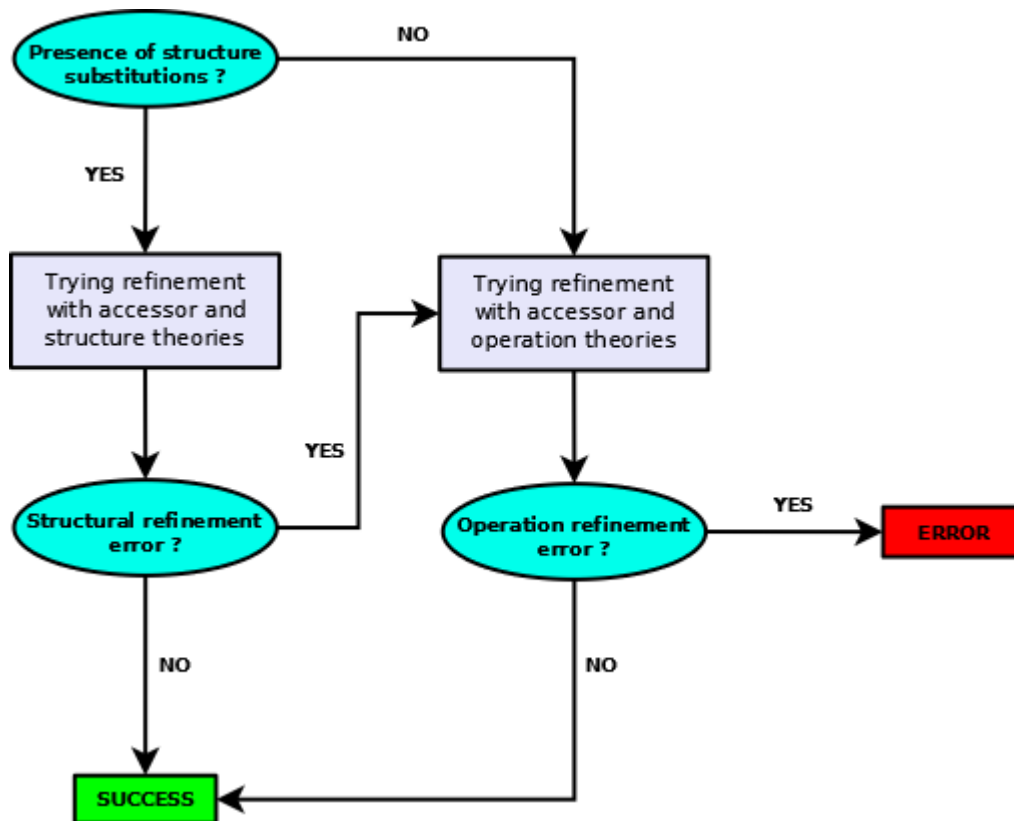 Presence of structure
substitutions ?
NO
YES
Trying refinement
with accessor and
structure theories
Trying refinement
with accessor and
operation theories
YES
Structural refinement
error ?
Operation refinement
error ?
YES
ERROR
NO
NO
SUCCESS